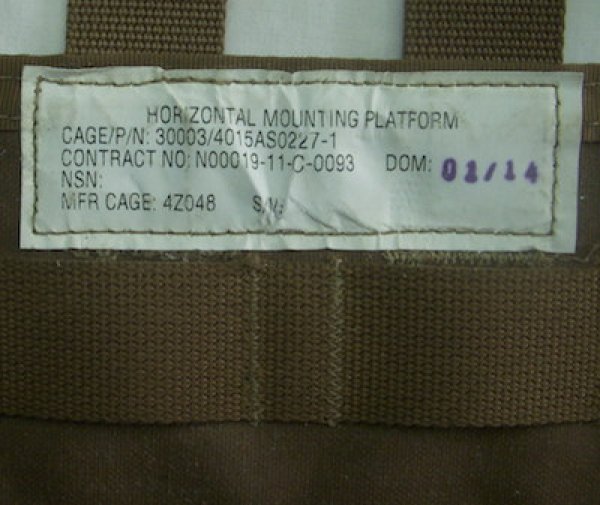 HORIZONTAL MOUNTING PLATFORM
CAGE/P/N: 30003/4015AS0227-1
CONTRACT NO: N00019-11-C-0093 DOM: 01/14
NSN:
MFR CAGE: 4Z048 S/N: